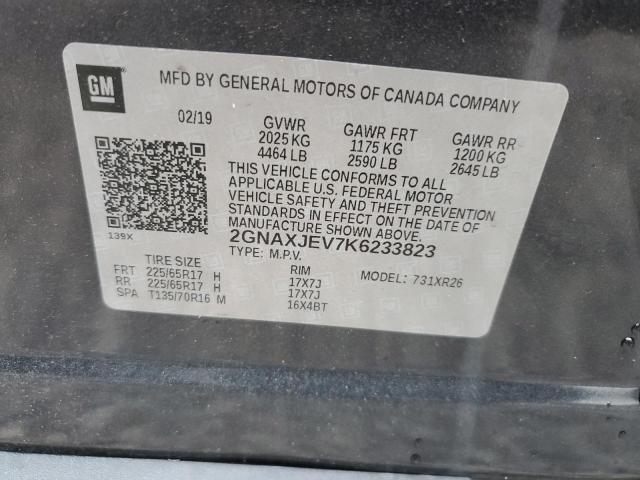 GM
MFD BY GENERAL MOTORS OF CANADA COMPANY
02/19
GVWR GAWR FRT GAWR RR
2025 KG 1175 KG 1200 KG
4464 LB 2590 LB 2645 LB
THIS VEHICLE CONFORMS TO ALL
APPLICABLE U.S. FEDERAL MOTOR
VEHICLE SAFETY AND THEFT PREVENTION
STANDARDS IN EFFECT ON THE DATE OF
MANUFACTURE SHOWN ABOVE.
139X
2GNAXJEV7K6233823
TYPE: M.P.V.
TIRE SIZE RIM MODEL: 731XR26
FRT 225/65R17 H 17X7J
RR 225/65R17 H 17X7J
SPA T135/70R16 M 16X4BT